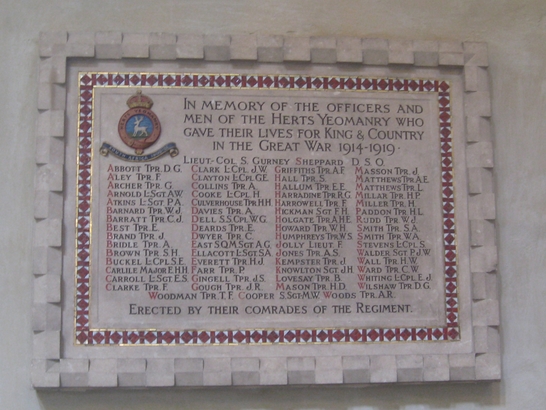 IN MEMORY OF THE OFFICERS AND
MEN OF THE HERTS YEOMANRY WHO
GAVE THEIR LIVES FOR KING & COUNTRY
IN THE GREAT WAR 1914-1919.
LIEUT-COL S. GURNEY SHEPPARD D.S.O.
ABBOTT TPR. D.G.
ALEY TPR. F.
ARCHER TPR. G.
ARNOLD L.SGT. A.W.
ATKINS L.SGT. P.A.
BARNARD TPR. W.J.
BARRATT TPR. C.J.
BEST TPR. E.
BRAND TPR. J.
BRIDLE TPR. A.
BROWN TPR. S.H.
BUCKEL L:CPL. S.E.
CARLILE MAJOR E.H.H.
CARROLL L:SGT. E.S.
CLARKE TPR. F.
CLARK L:CPL. J.W.
CLAYTON L:CPL. G.E.
COLLINS TPR. A.
COOKE L:CPL. H.
CULVERHOUSE TPR. H.H.
DAVIES TPR. A.
DELL S.S:CPL. W.G.
DEARDS TPR. E.
DWYER TPR. C.
EAST S.Q.M.SGT. A.G.
ELLACOTT L:SGT. S.A.
EVERETT TPR. H.J.
FARR TPR. P.
GINGELL TPR. J.S.
GOUGH TPR. J.R.
GRIFFITHS TPR. A.F.
HALL TPR. S.
HALLUM TPR. E.E.
HARRADINE TPR. R.G.
HARROWELL TPR. F.
HICKMAN SGT. F.H.
HOLGATE TPR. A.H.E.
HOWARD TPR. W.H.
HUMPHREYS TPR. W.S.
JOLLY LIEUT. F.
JONES TPR. A.S.
KEMPSTER TPR. J.
KNOWLTON SGT. J.H.
LOVESAY TPR. B.
MASON TPR. H.D.
MASSON TPR. J.
MATTHEWS TPR. A.E.
MATTHEWS TPR. L.
MILLAR TPR. H.P.
MILLER TPR. H.
PADDON TPR. H.L.
RUDD TPR. W.J.
SMITH TPR. S.A.
SMITH TPR. W.A.
STEVENS L:CPL. S.
WALDER SGT. P.J.W.
WALL TPR. H.W.
WARD TPR. C.W.
WHITING L:CPL. E.J.
WILSHAW TPR. D.G.
WOODMAN TPR. T.F. COOPER S.SGT. M.W. WOODS TPR. A.R.
ERECTED BY THEIR COMRADES OF THE REGIMENT.